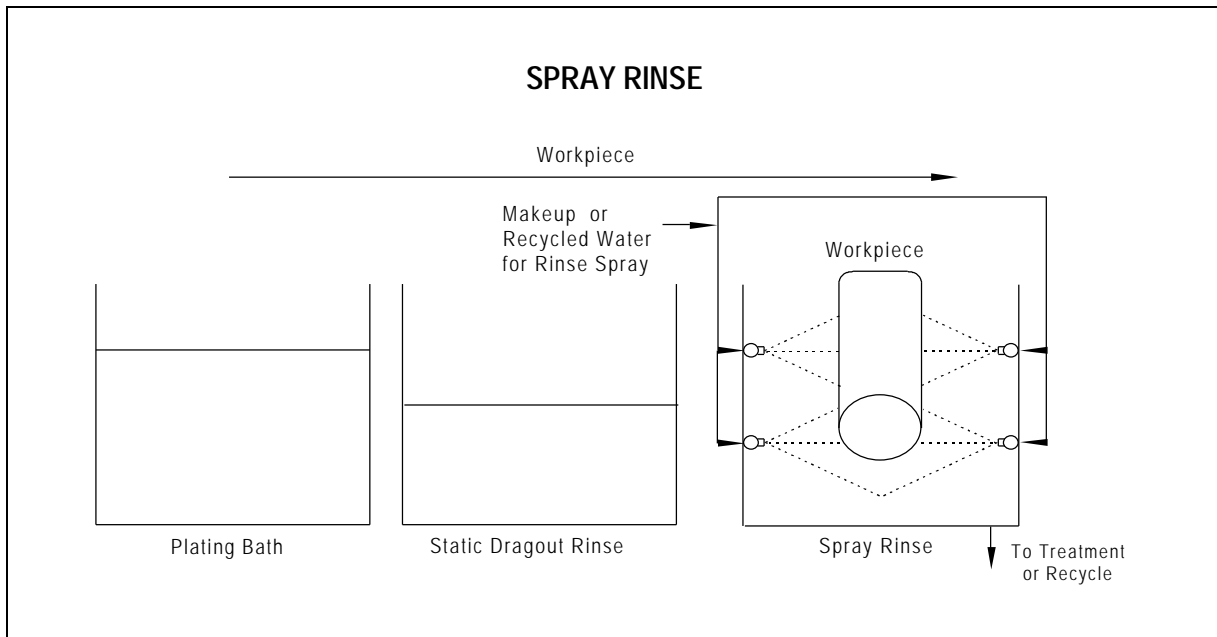 SPRAY RINSE
Workpiece
Makeup or
Recycled Water
for Rinse Spray
Workpiece
Plating Bath
Static Dragout Rinse
Spray Rinse
To Treatment
or Recycle